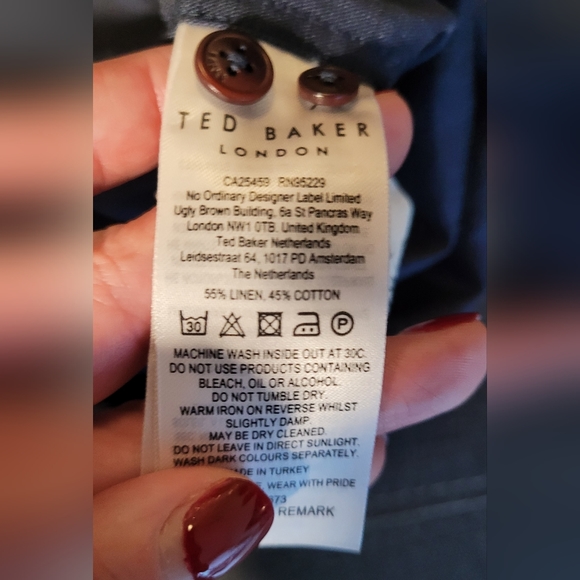 TED BAKER
LONDON
CA25459 RN95229
No Ordinary Designer Label Limited
Ugly Brown Building, 6a St Pancras Way
London NW1 0TB. United Kingdom
Ted Baker Netherlands
Leidsestraat 64, 1017 PD Amsterdam
The Netherlands
55% LINEN, 45% COTTON
30 P
MACHINE WASH INSIDE OUT AT 30C.
DO NOT USE PRODUCTS CONTAINING
BLEACH, OIL OR ALCOHOL.
DO NOT TUMBLE DRY.
WARM IRON ON REVERSE WHILST
SLIGHTLY DAMP.
MAY BE DRY CLEANED.
DO NOT LEAVE IN DIRECT SUNLIGHT.
WASH DARK COLOURS SEPARATELY.
IN TURKEY
WEAR WITH PRIDE
REMARK